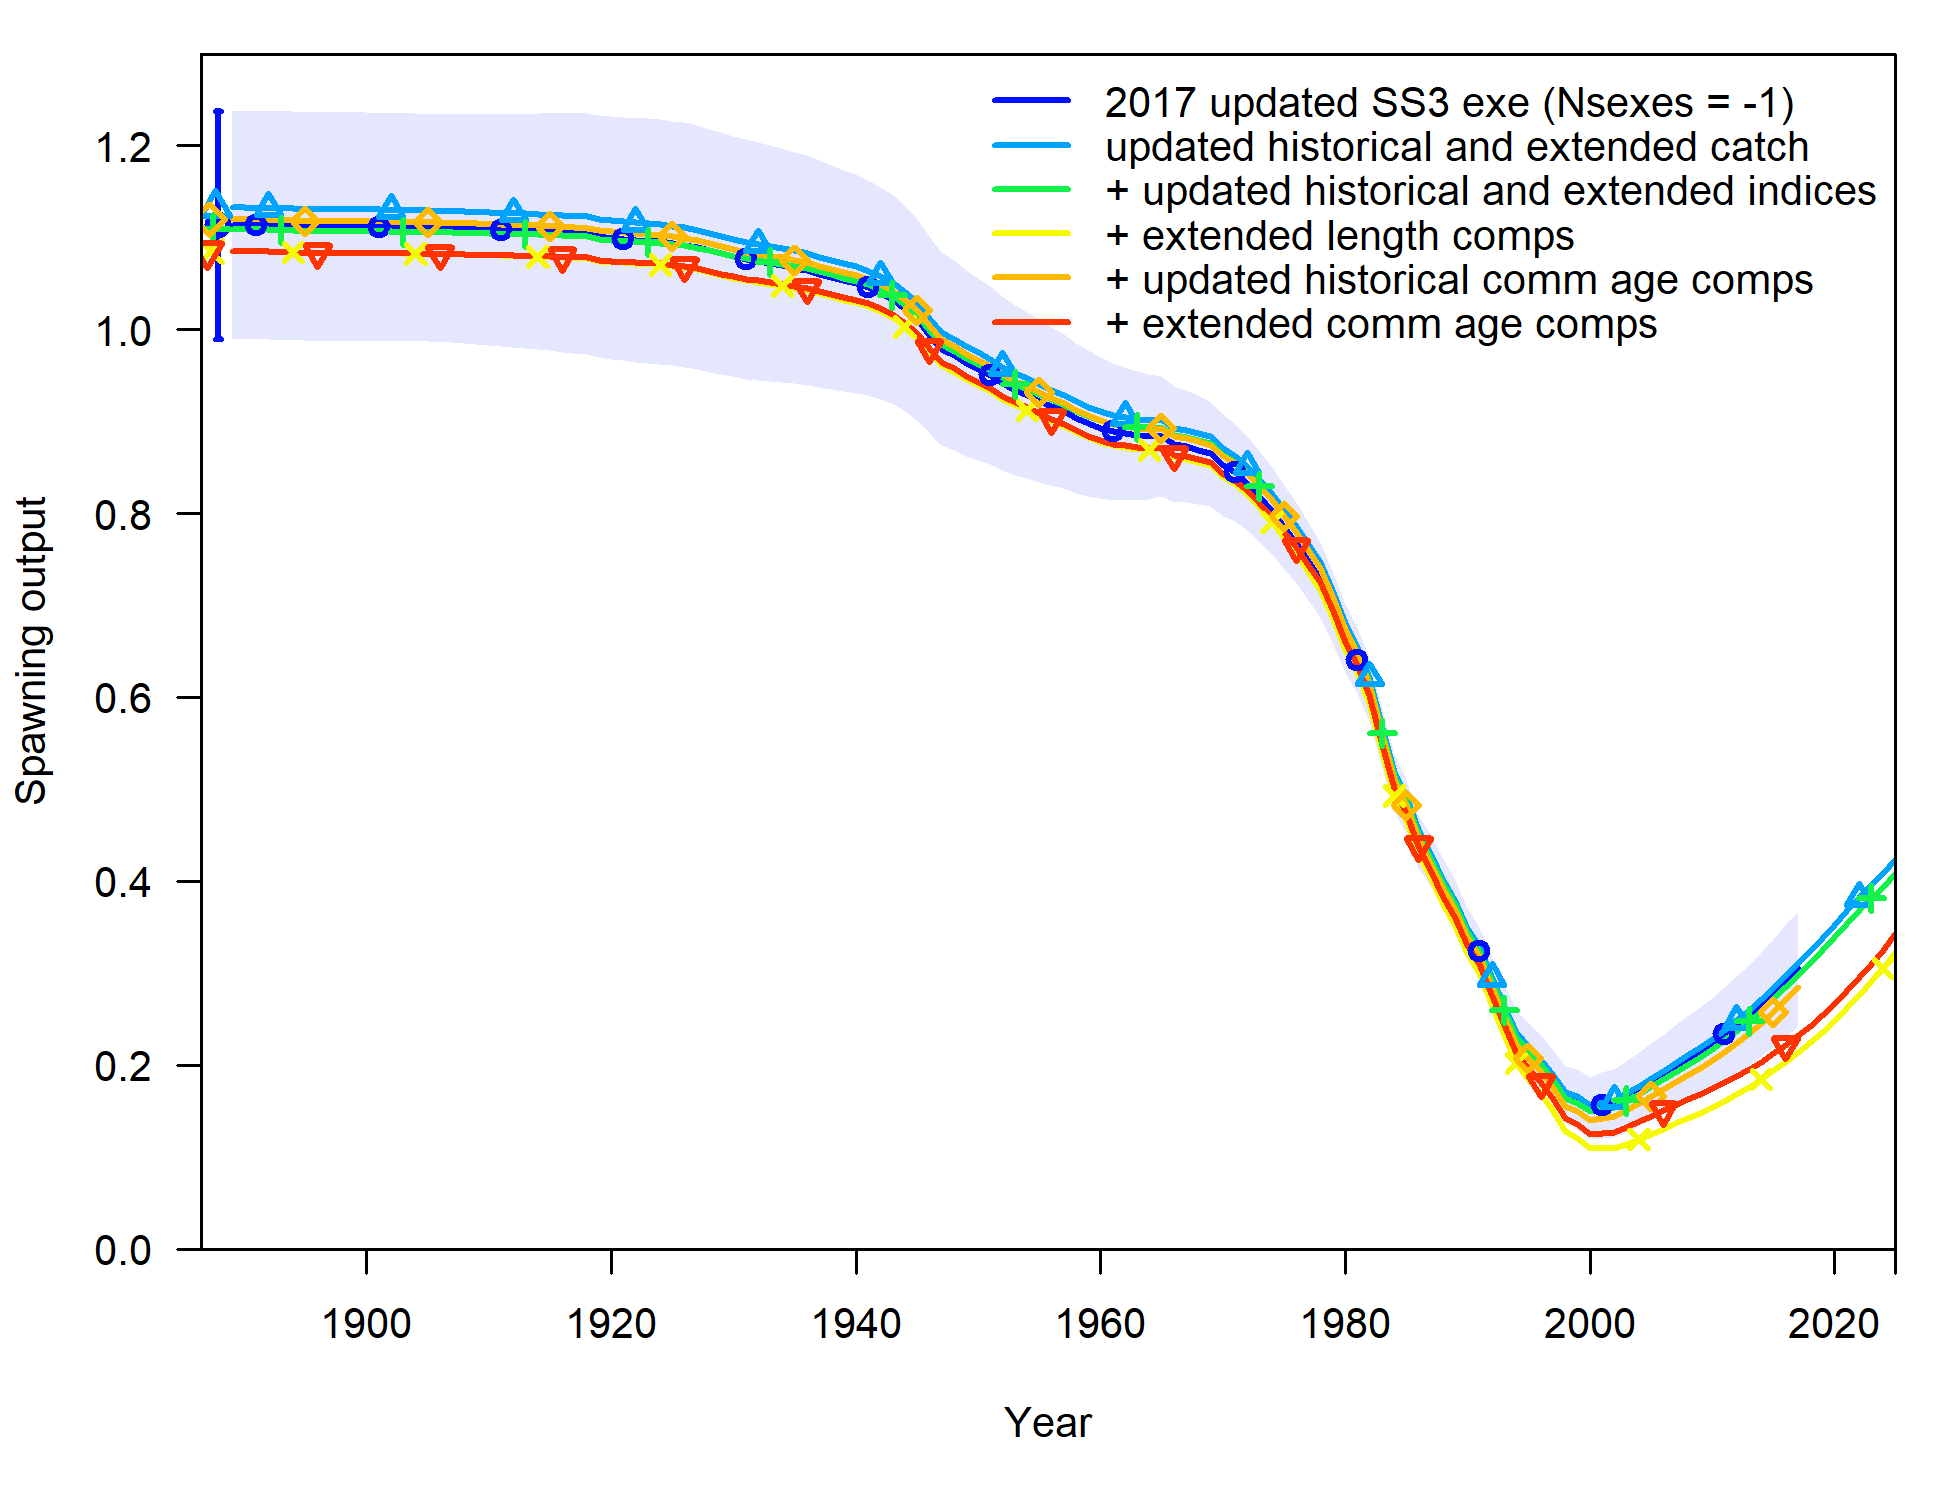 2017 updated SS3 exe (Nsexes = -1)
updated historical and extended catch
+ updated historical and extended indices
+ extended length comps
+ updated historical comm age comps
+ extended comm age comps
Spawning output
1.2
1.0
0.8
0.6
0.4
0.2
0.0
1900 1920 1940 1960 1980 2000 2020
Year